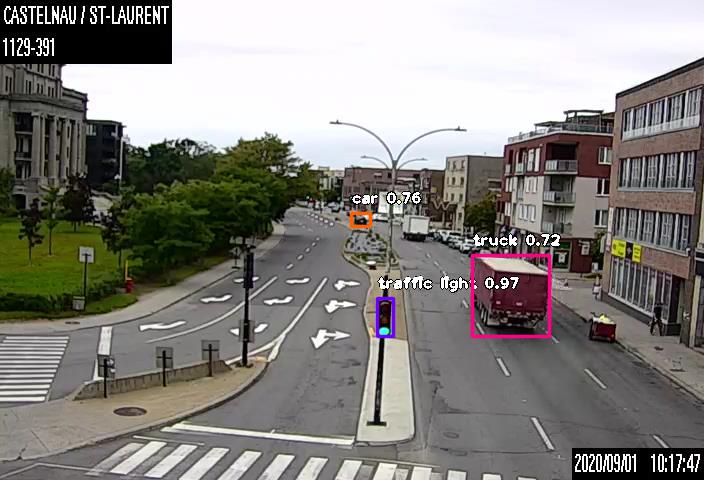 CASTELNAU / ST-LAURENT
1129-391
car 0.76
truck 0.72
traffic light 0.97
2020/09/01 10:17:47